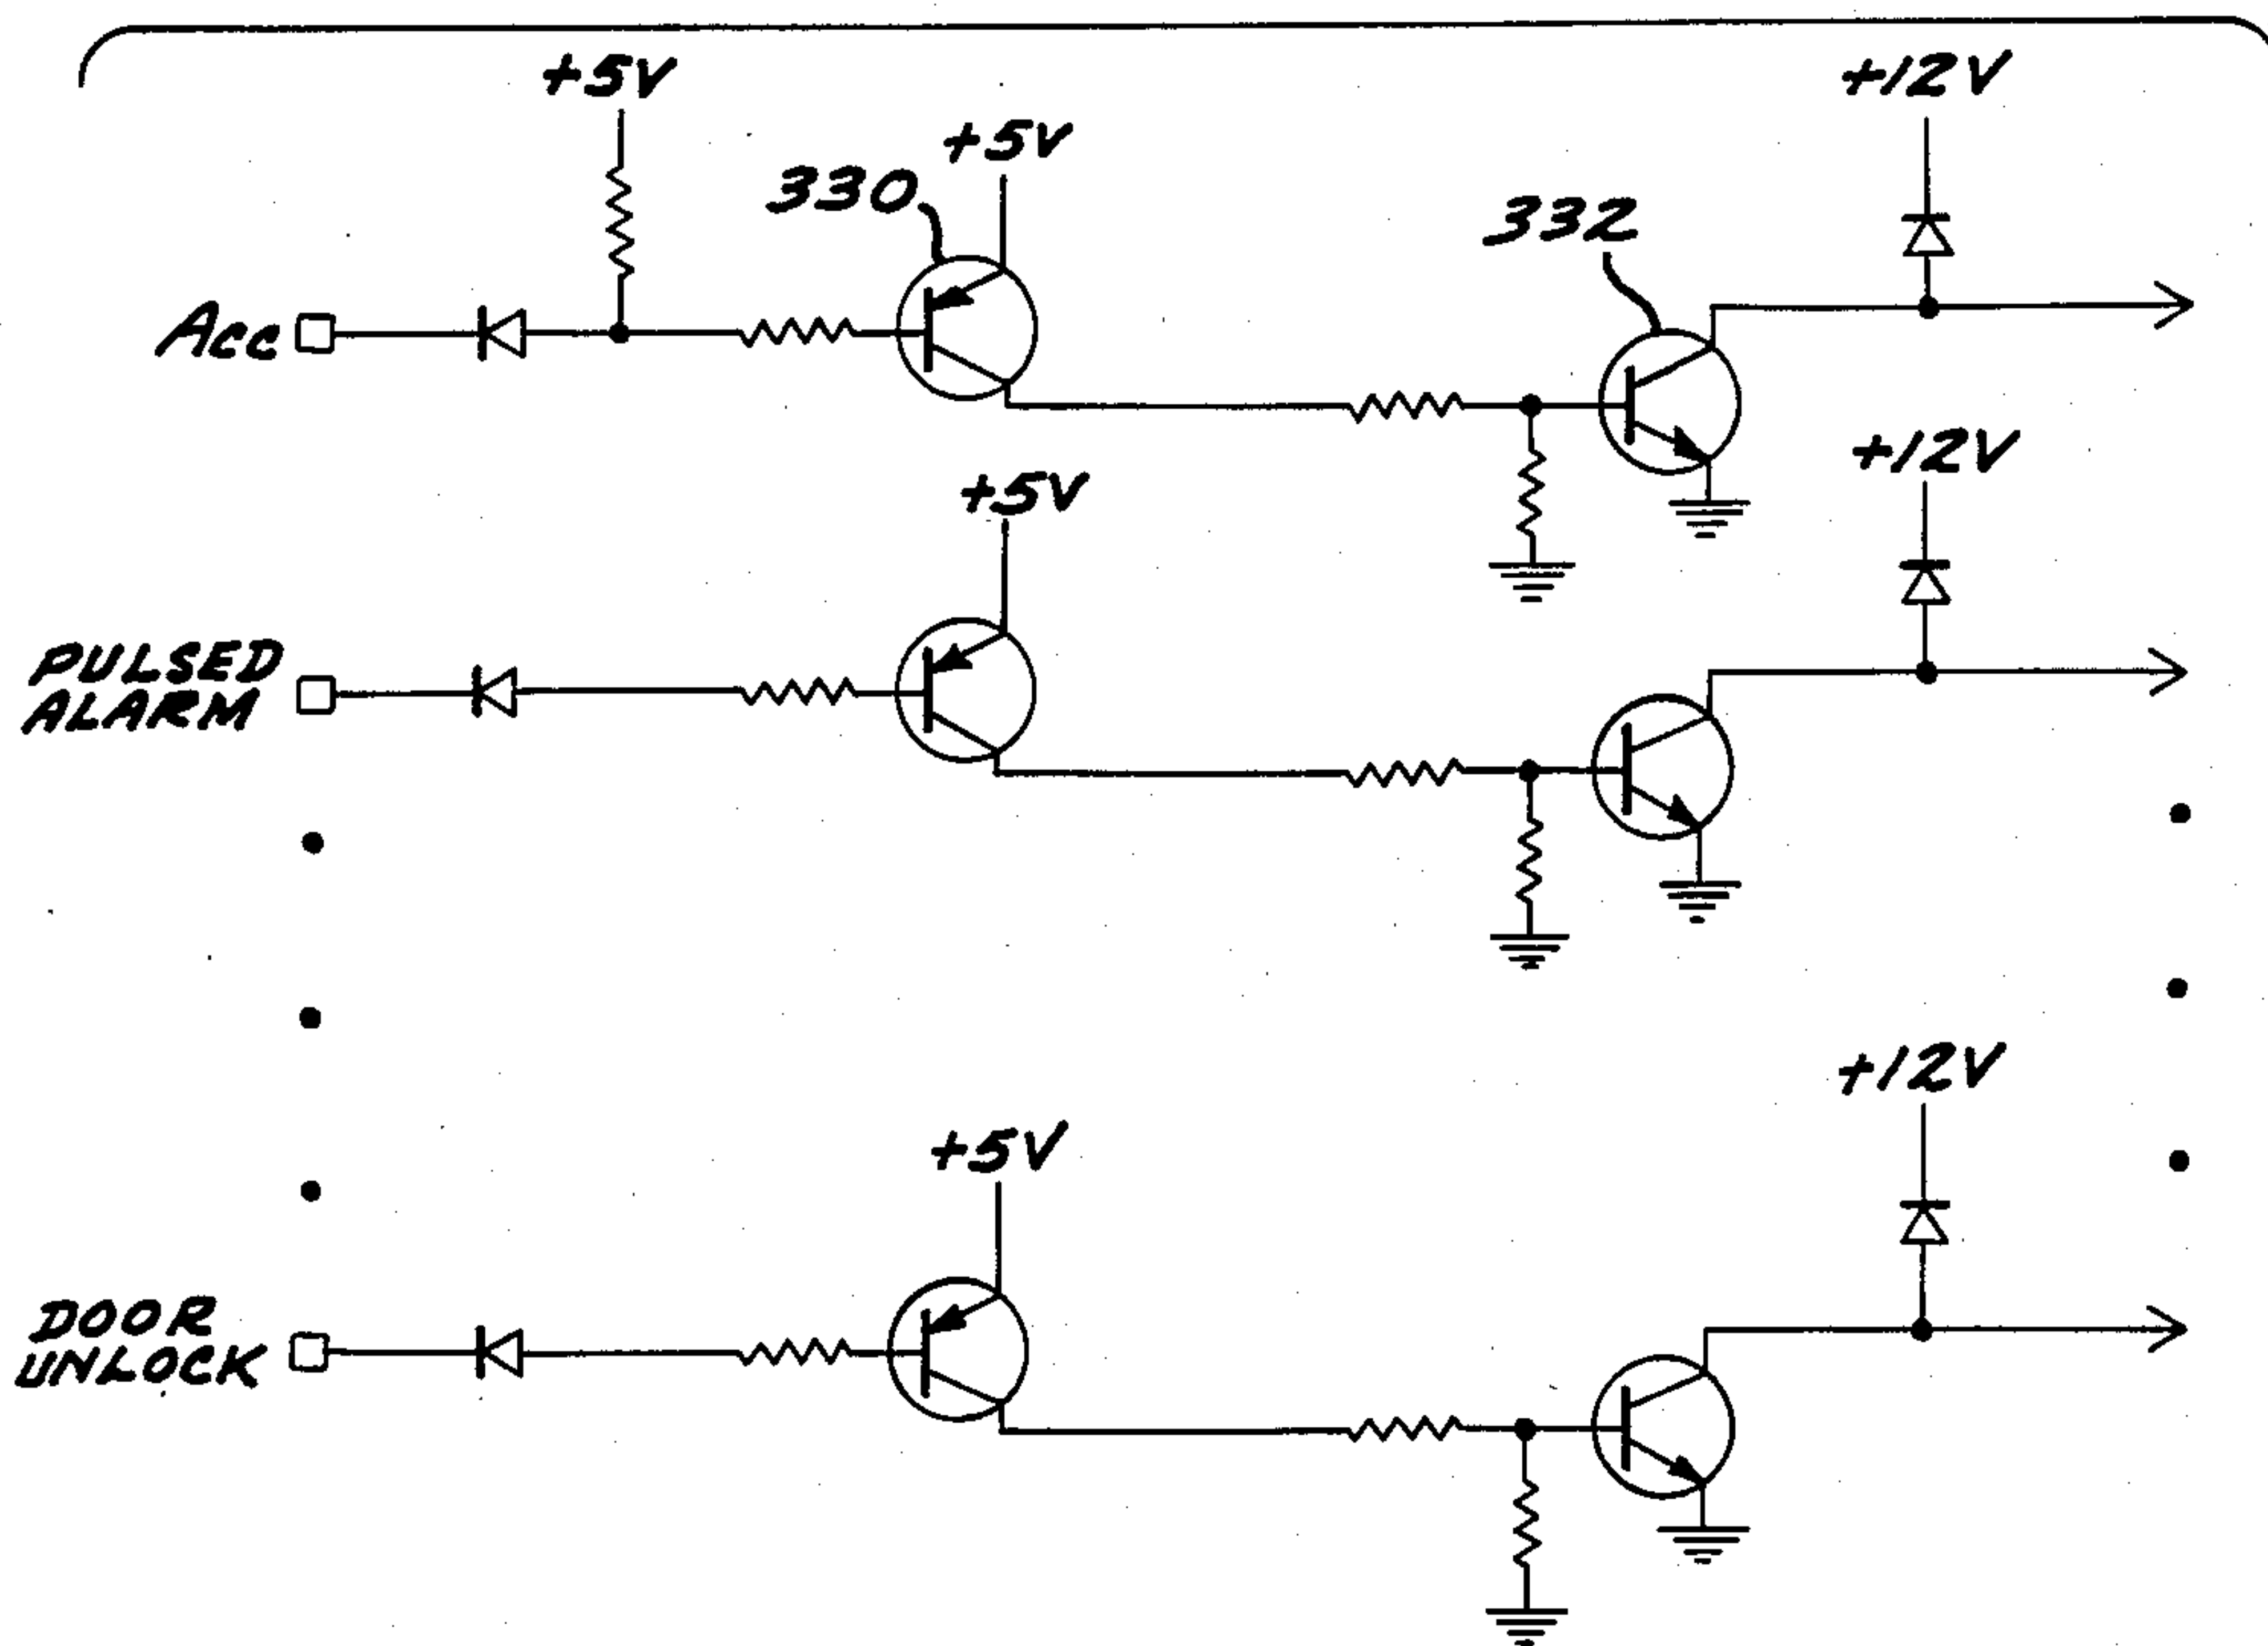 +5V
+12V
+5V
330
332
Acc
+12V
+5V
PULSED
ALARM
+12V
+5V
DOOR
UNLOCK